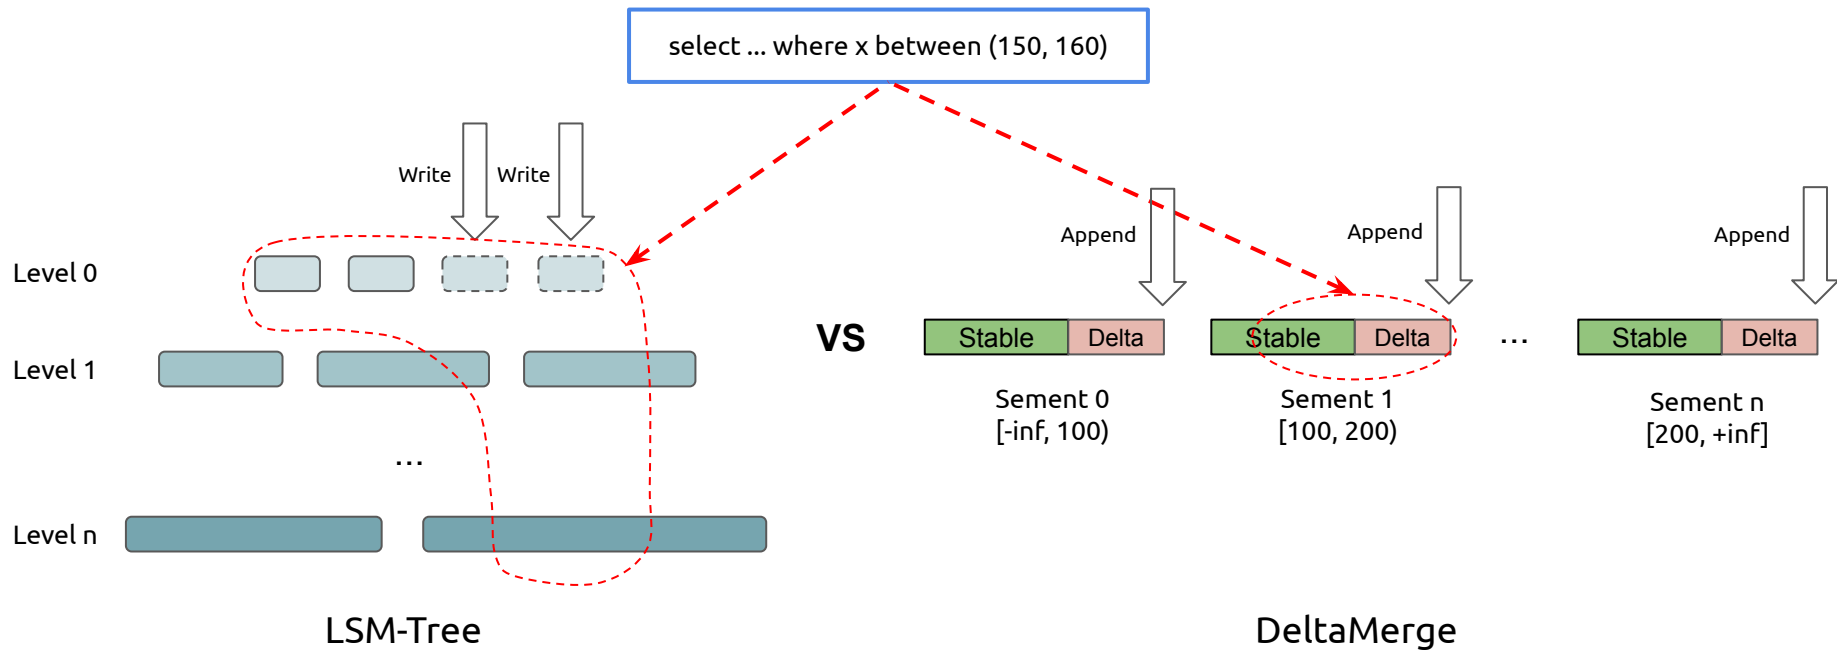 select ... where x between (150, 160)
Write
Write
Level 0
Level 1
...
Level n
LSM-Tree
VS
Append
Append
Append
Stable
Delta
Stable
Delta
...
Stable
Delta
Sement 0
[-inf, 100)
Sement 1
[100, 200)
Sement n
[200, +inf]
DeltaMerge